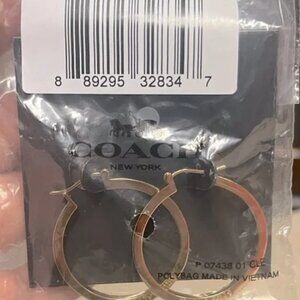 8 89295 32834 7
COACH
NEW YORK
P 07438 01 CLE
POLYBAG MADE IN VIETNAM